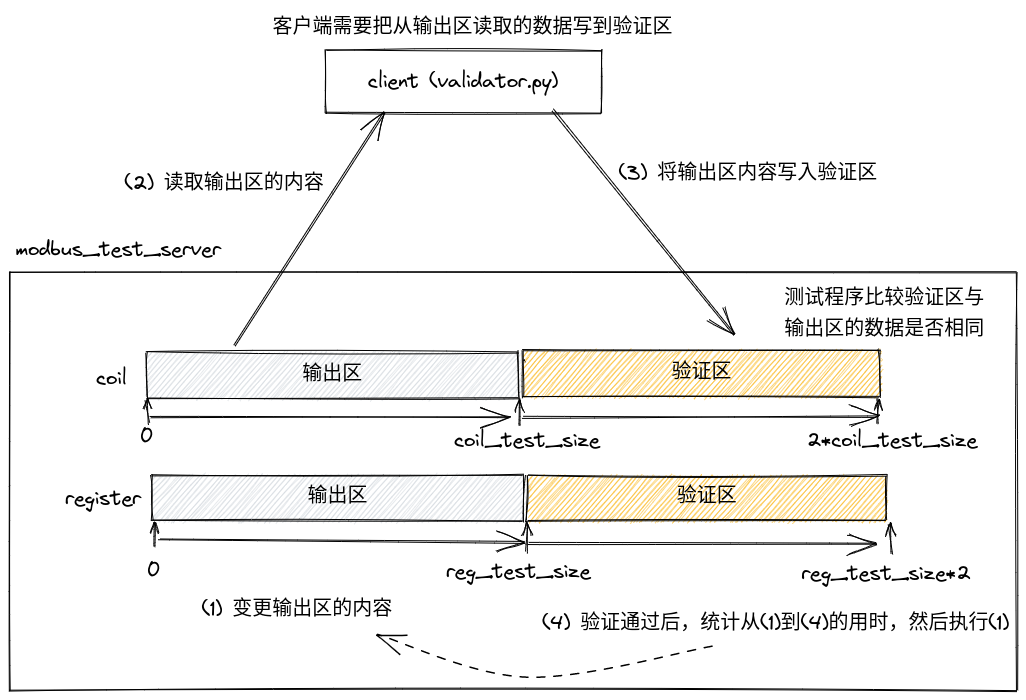 客户端需要把从输出区读取的数据写到验证区
client (validator.py)
(2) 读取输出区的内容
(3) 将输出区内容写入验证区
modbus_test_server
测试程序比较验证区与
输出区的数据是否相同
coil
输出区
验证区
0
coil_test_size
2*coil_test_size
register
输出区
验证区
0
reg_test_size
reg_test_size*2
(1) 变更输出区的内容
(4) 验证通过后，统计从(1)到(4)的用时，然后执行(1)